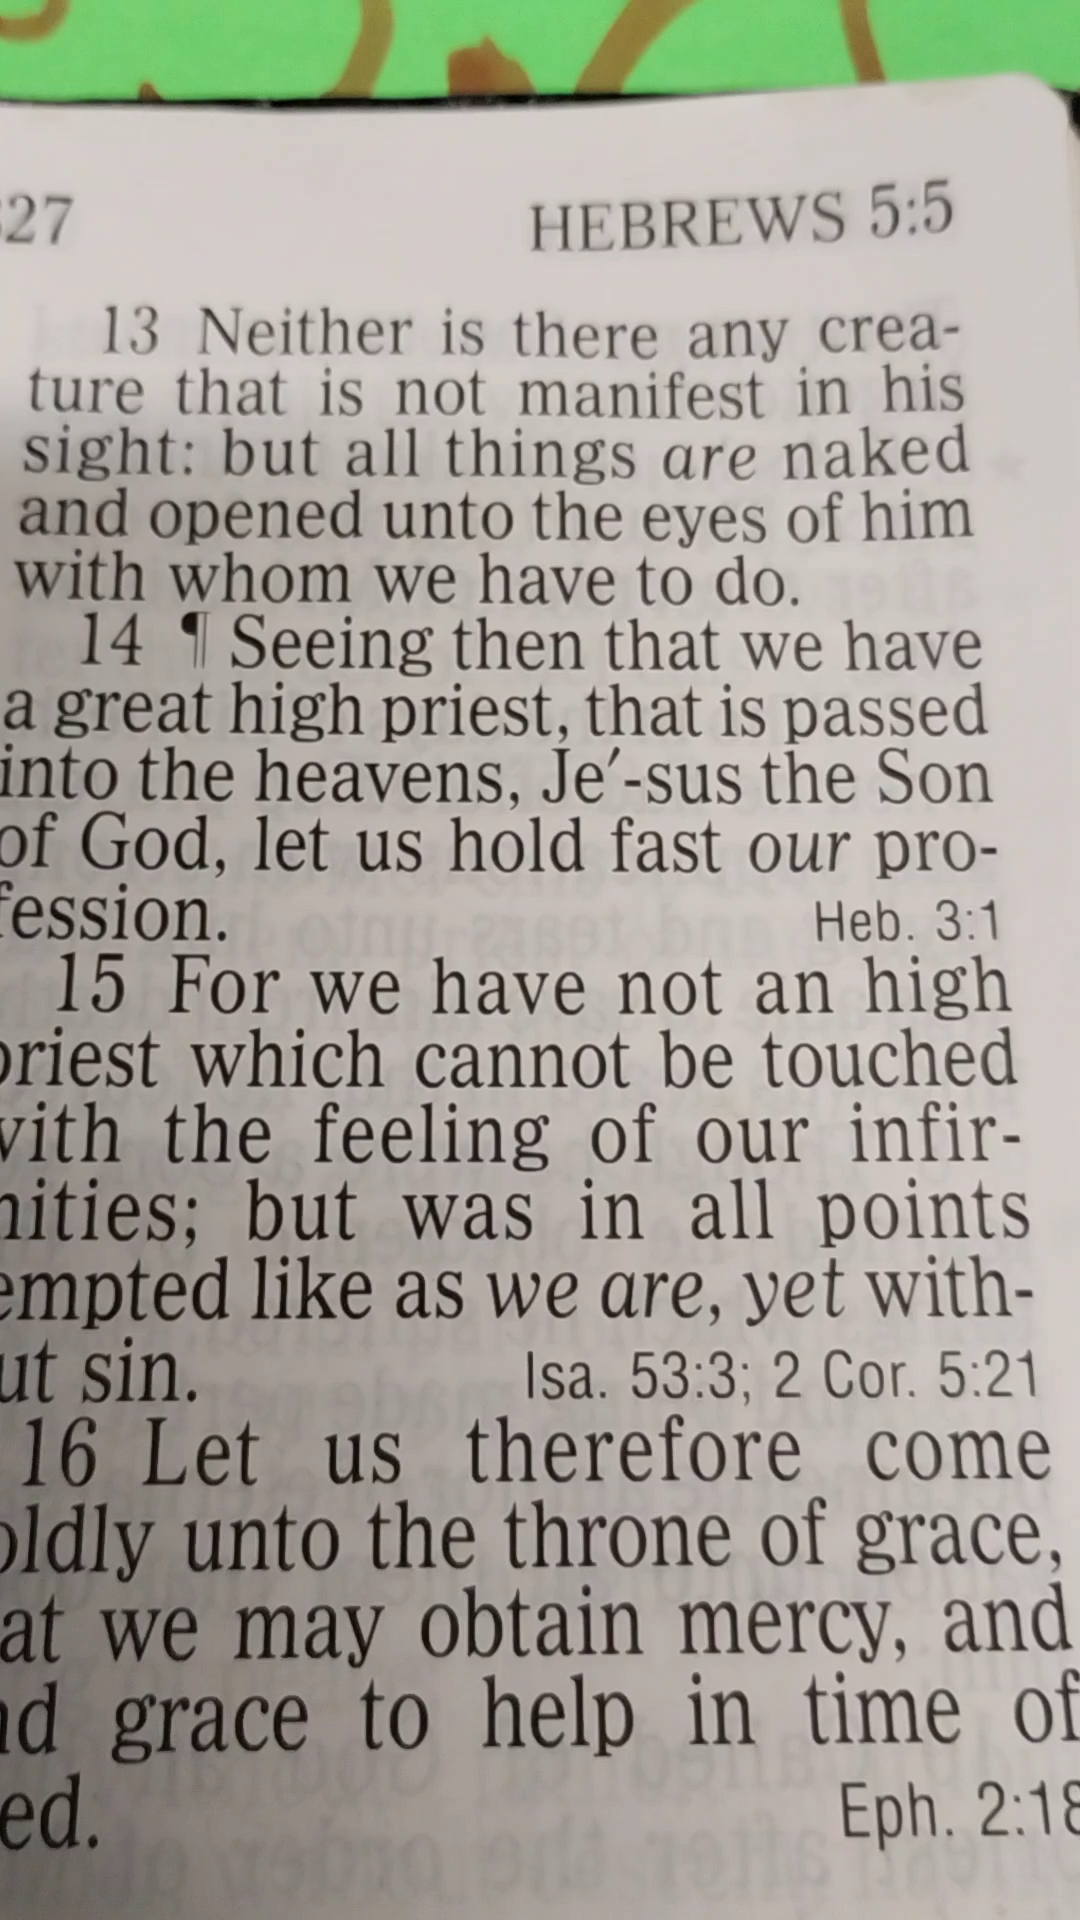 327 HEBREWS 5:5
13 Neither is there any crea-
ture that is not manifest in his
sight: but all things are naked
and opened unto the eyes of him
with whom we have to do.
14 ¶ Seeing then that we have
a great high priest, that is passed
into the heavens, Je′-sus the Son
of God, let us hold fast our pro-
fession. Heb. 3:1
15 For we have not an high
priest which cannot be touched
with the feeling of our infir-
mities; but was in all points
tempted like as we are, yet with-
out sin. Isa. 53:3; 2 Cor. 5:21
16 Let us therefore come
boldly unto the throne of grace,
that we may obtain mercy, and
find grace to help in time of
need. Eph. 2:18